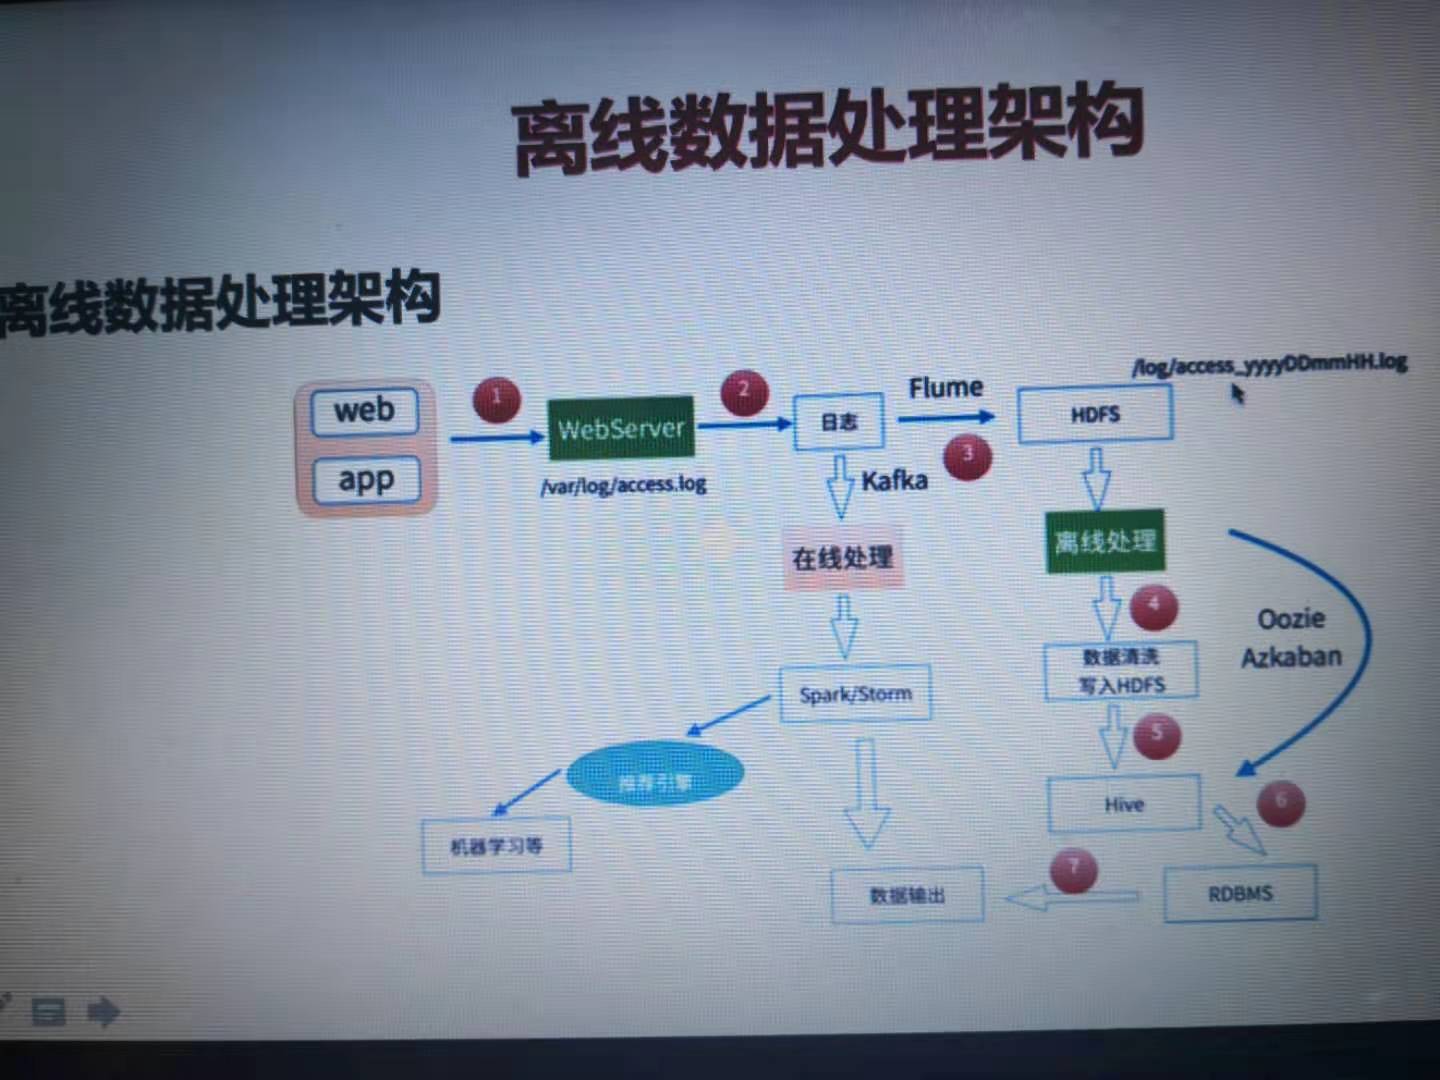 离线数据处理架构
离线数据处理架构
/log/access_yyyyDDmmHH.log
web
1
WebServer
2
日志
Flume
HDFS
app
/var/log/access.log
Kafka
3
在线处理
离线处理
4
Oozie
Azkaban
数据清洗
写入HDFS
Spark/Storm
5
推荐引擎
Hive
6
机器学习等
7
数据输出
RDBMS